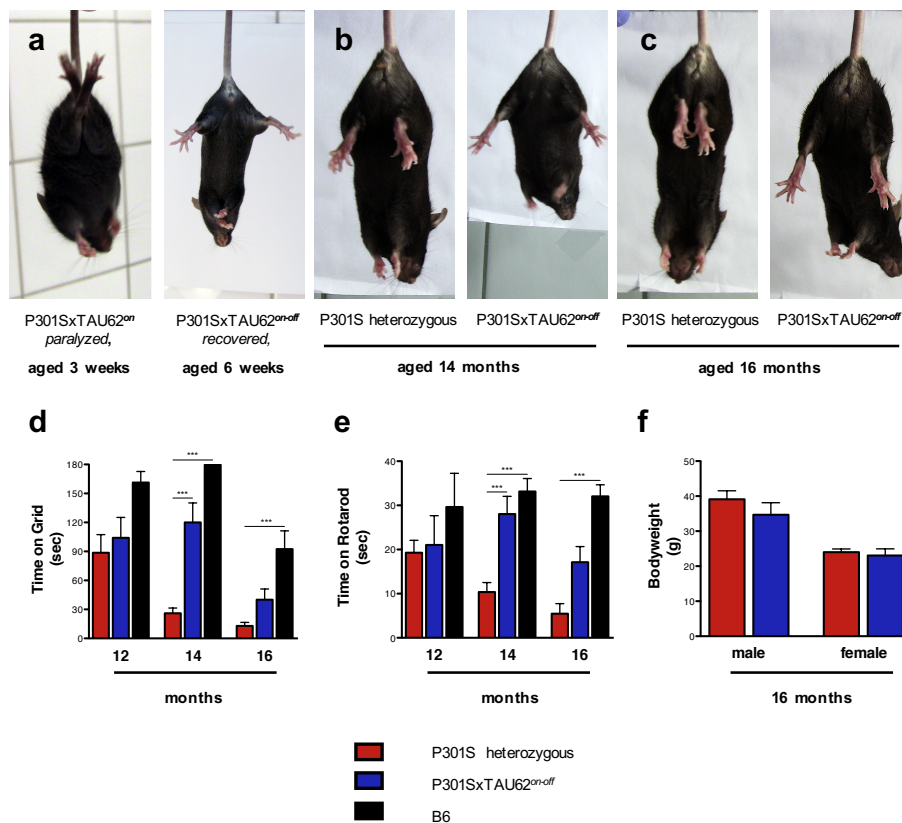 a
b
c
P301SxTAU62on
paralyzed,
aged 3 weeks
P301SxTAU62on-off
recovered,
aged 6 weeks
P301S heterozygous
P301SxTAU62on-off
aged 14 months
P301S heterozygous
P301SxTAU62on-off
aged 16 months
d
Time on Grid
(sec)
180
150
120
90
60
30
0
***
***
***
12
14
16
months
e
Time on Rotarod
(sec)
40
30
20
10
0
***
***
***
12
14
16
months
f
Bodyweight
(g)
50
40
30
20
10
0
male
female
16 months
P301S heterozygous
P301SxTAU62on-off
B6